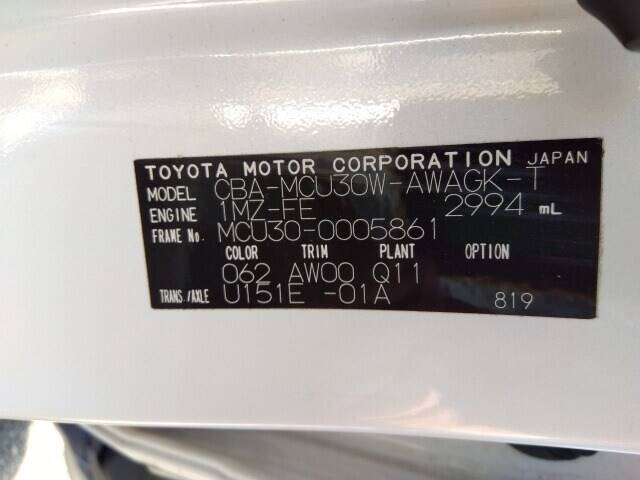 TOYOTA MOTOR CORPORATION JAPAN
MODEL CBA-MCU30W-AWAGK-T
ENGINE 1MZ-FE 2994 mL
FRAME No. MCU30-0005861
COLOR TRIM PLANT OPTION
062 AW00 Q11
TRANS./AXLE U151E -01A 819